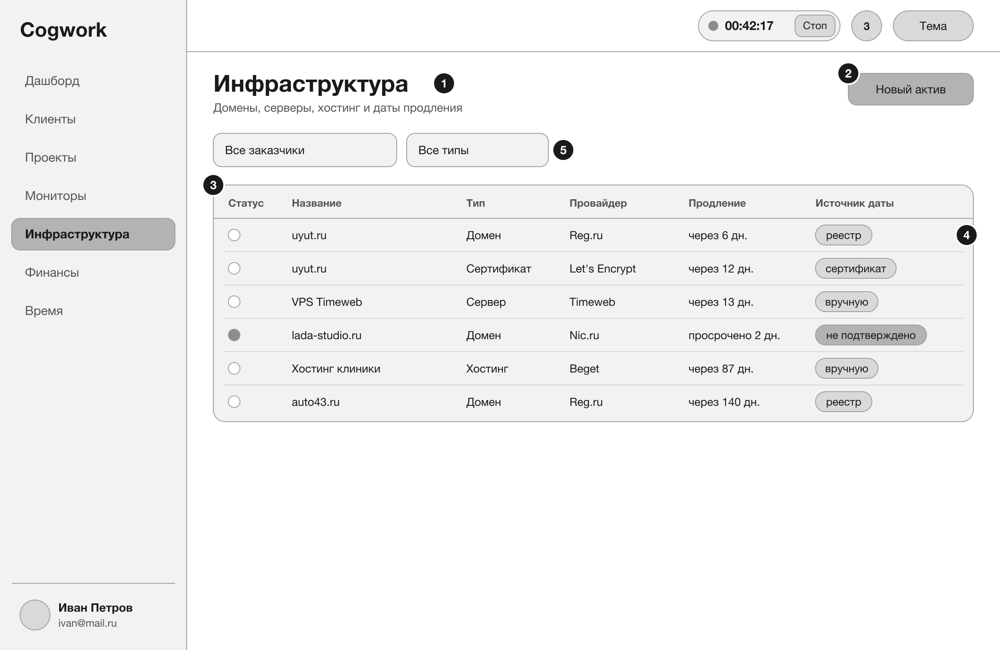 Cogwork
Дашборд
Клиенты
Проекты
Мониторы
Инфраструктура
Финансы
Время
Иван Петров
ivan@mail.ru
00:42:17 Стоп 3 Тема
Инфраструктура 1
Домены, серверы, хостинг и даты продления
2 Новый актив
Все заказчики Все типы 5
3
Статус Название Тип Провайдер Продление Источник даты
uyut.ru Домен Reg.ru через 6 дн. реестр 4
uyut.ru Сертификат Let's Encrypt через 12 дн. сертификат
VPS Timeweb Сервер Timeweb через 13 дн. вручную
lada-studio.ru Домен Nic.ru просрочено 2 дн. не подтверждено
Хостинг клиники Хостинг Beget через 87 дн. вручную
auto43.ru Домен Reg.ru через 140 дн. реестр